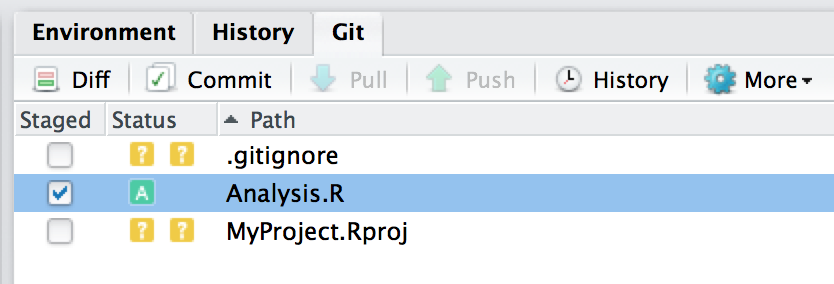 Environment History Git
Diff Commit Pull Push History More
Staged Status Path
? ? .gitignore
A Analysis.R
? ? MyProject.Rproj